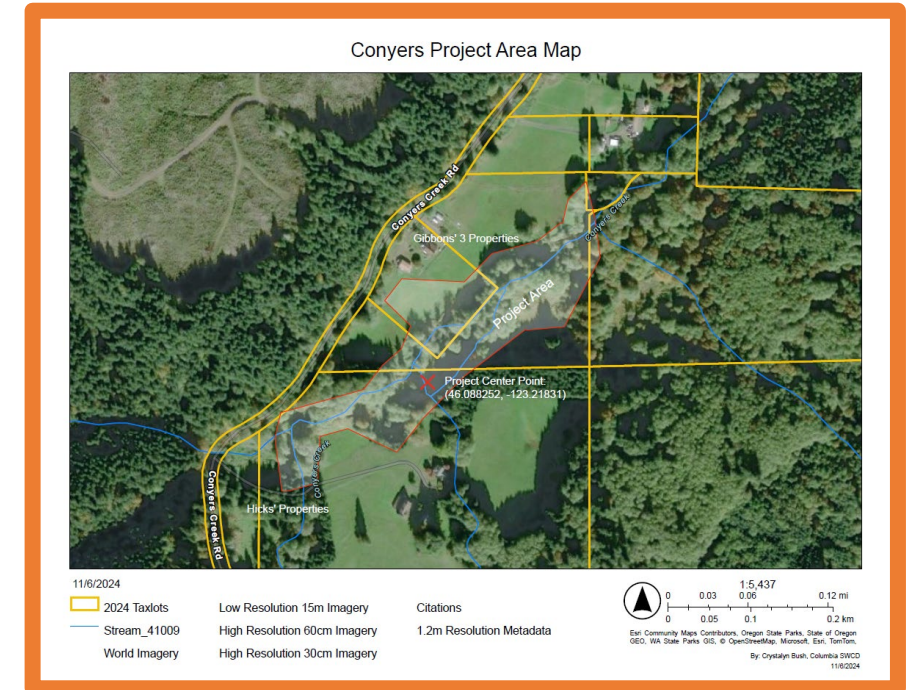 Conyers Project Area Map
Conyers Creek Rd
Gibbons' 3 Properties
Conyers Creek
Project Area
Project Center Point:
(46.088252, -123.21831)
Conyers Creek
Hicks' Properties
Conyers Creek Rd
11/6/2024
2024 Taxlots
Stream_41009
World Imagery
Low Resolution 15m Imagery
High Resolution 60cm Imagery
High Resolution 30cm Imagery
Citations
1.2m Resolution Metadata
1:5,437
0 0.03 0.06 0.12 mi
0 0.05 0.1 0.2 km
Esri Community Maps Contributors, Oregon State Parks, State of Oregon
GEO, WA State Parks GIS, © OpenStreetMap, Microsoft, Esri, TomTom,
By: Crystalyn Bush, Columbia SWCD
11/6/2024